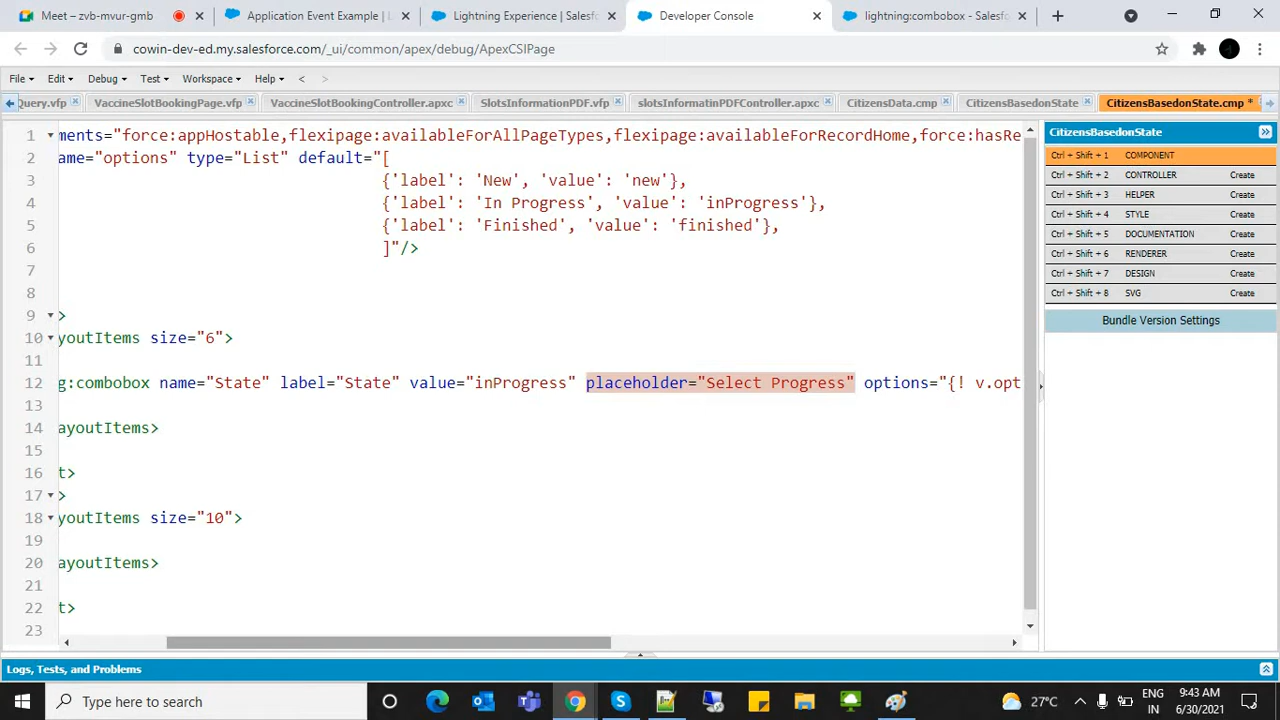 Meet – zvb-mvur-gmb
Application Event Example | L
Lightning Experience | Salesfo
Developer Console
lightning:combobox - Salesfo
cowin-dev-ed.my.salesforce.com/_ui/common/apex/debug/ApexCSIPage
File Edit Debug Test Workspace Help < >
Query.vfp VaccineSlotBookingPage.vfp VaccineSlotBookingController.apxc SlotsInformationPDF.vfp slotsInformatinPDFController.apxc CitizensData.cmp CitizensBasedonState CitizensBasedonState.cmp *
1 ments="force:appHostable,flexipage:availableForAllPageTypes,flexipage:availableForRecordHome,force:hasRe
2 ame="options" type="List" default="[
3 {'label': 'New', 'value': 'new'},
4 {'label': 'In Progress', 'value': 'inProgress'},
5 {'label': 'Finished', 'value': 'finished'},
6 ]"/>
7
8
9 >
10 youtItems size="6">
11
12 g:combobox name="State" label="State" value="inProgress" placeholder="Select Progress" options="{! v.opt
13
14 ayoutItems>
15
16 t>
17 >
18 youtItems size="10">
19
20 ayoutItems>
21
22 t>
23
CitizensBasedonState
Ctrl + Shift + 1 COMPONENT
Ctrl + Shift + 2 CONTROLLER Create
Ctrl + Shift + 3 HELPER Create
Ctrl + Shift + 4 STYLE Create
Ctrl + Shift + 5 DOCUMENTATION Create
Ctrl + Shift + 6 RENDERER Create
Ctrl + Shift + 7 DESIGN Create
Ctrl + Shift + 8 SVG Create
Bundle Version Settings
Logs, Tests, and Problems
Type here to search
27°C
ENG
IN
9:43 AM
6/30/2021